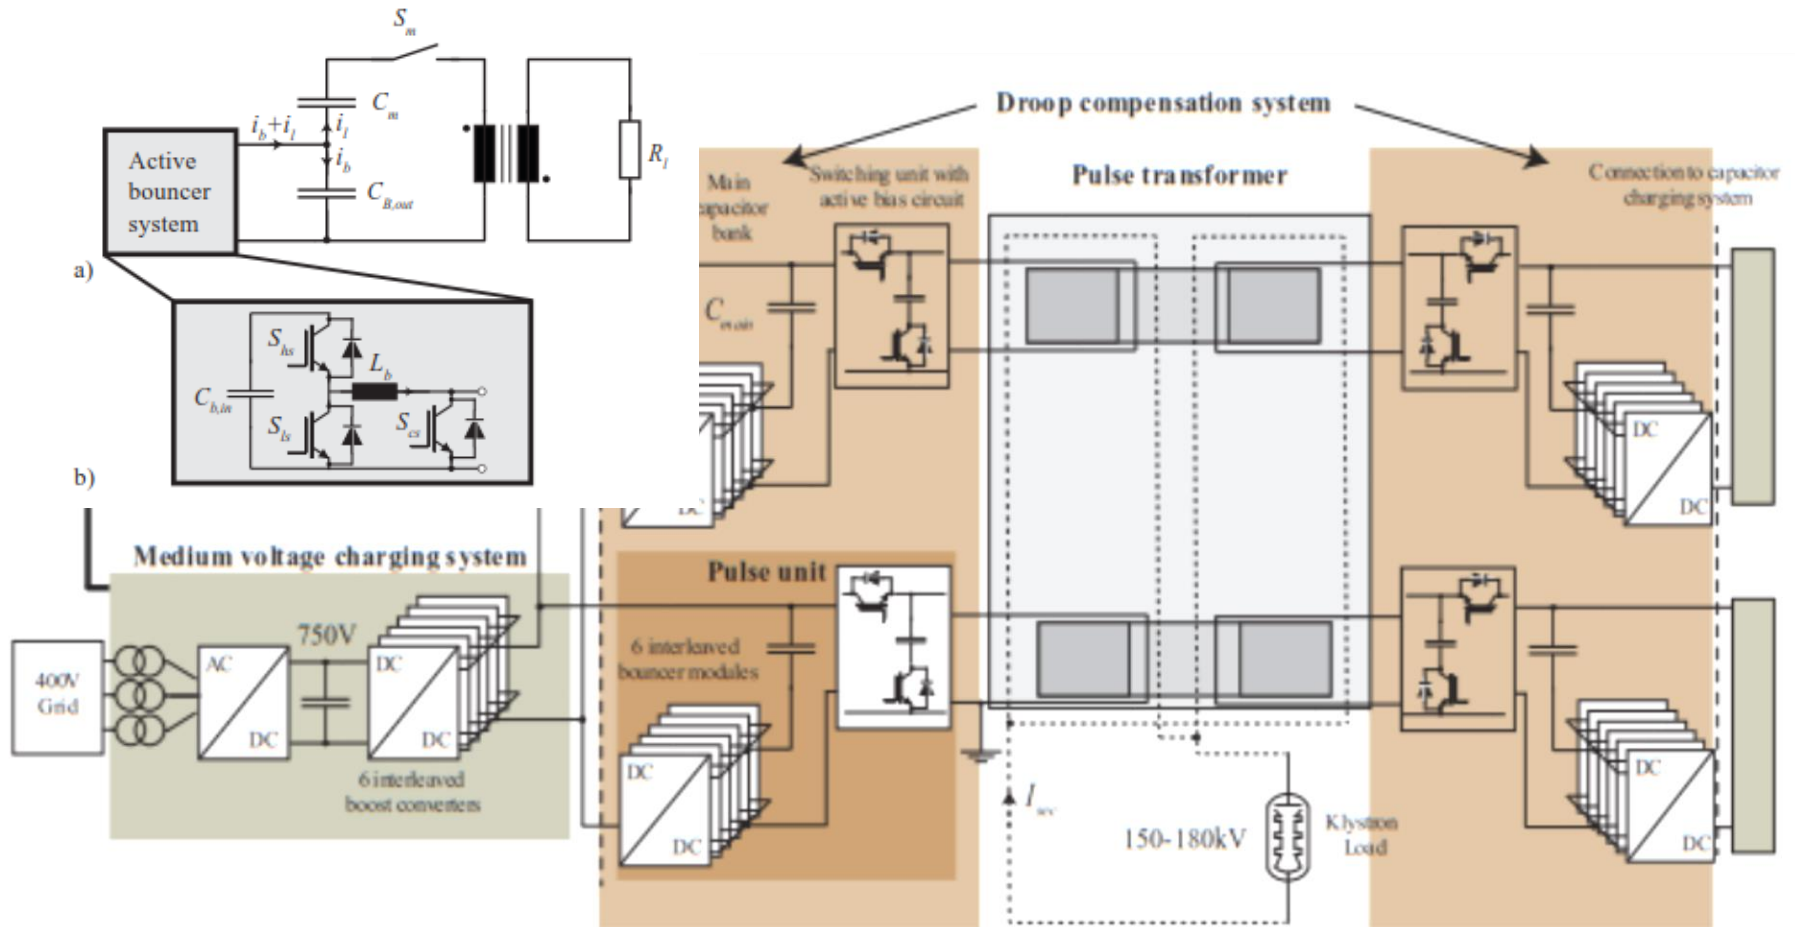 S_m
C_m
i_b+i_l
i_l
i_b
Active
bouncer
system
C_B,out
R_l
a)
S_hs
L_b
C_b,in
S_ls
S_cs
b)
Droop compensation system
Main
capacitor
bank
Switching unit with
active bias circuit
Pulse transformer
Connection to capacitor
charging system
C_main
DC
DC
DC
Medium voltage charging system
400V
Grid
AC
DC
750V
DC
DC
6 interleaved
boost converters
Pulse unit
6 interleaved
bouncer modules
DC
DC
I_sec
150-180kV
Klystron
Load
DC
DC